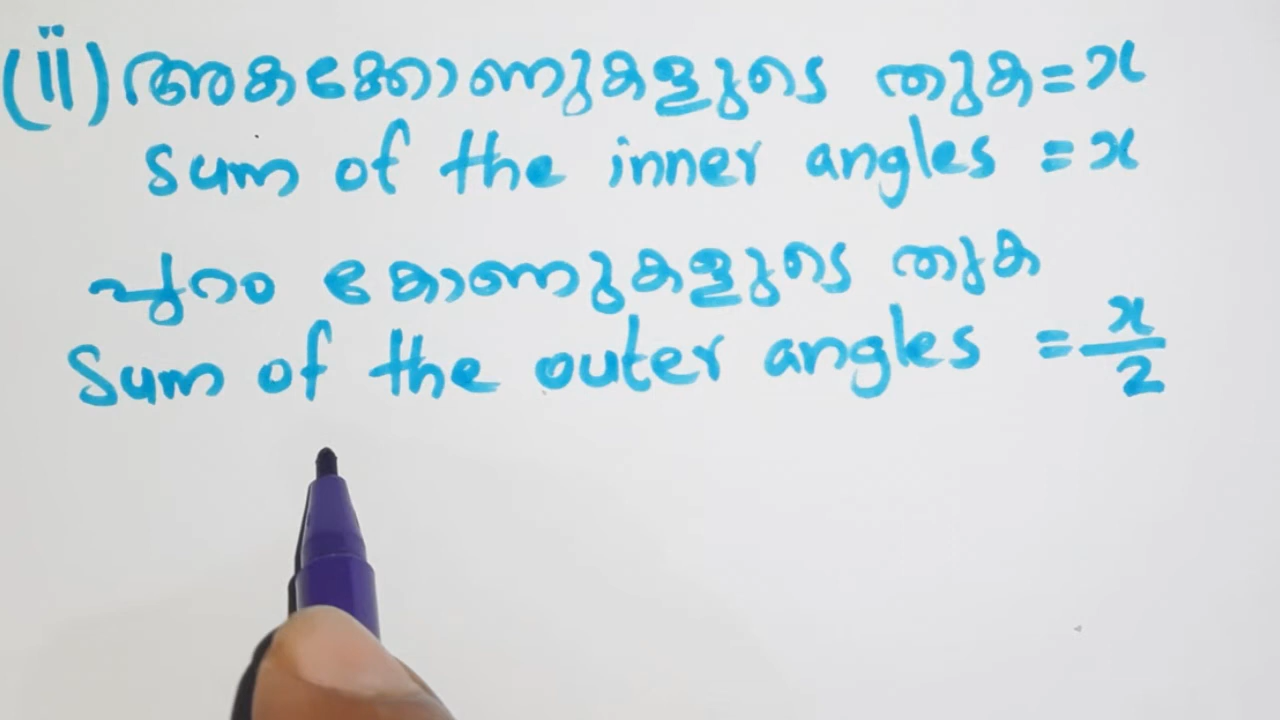 (ii) അകക്കോണുകളുടെ തുക = x
Sum of the inner angles = x
പുറം കോണുകളുടെ തുക
Sum of the outer angles = x/2